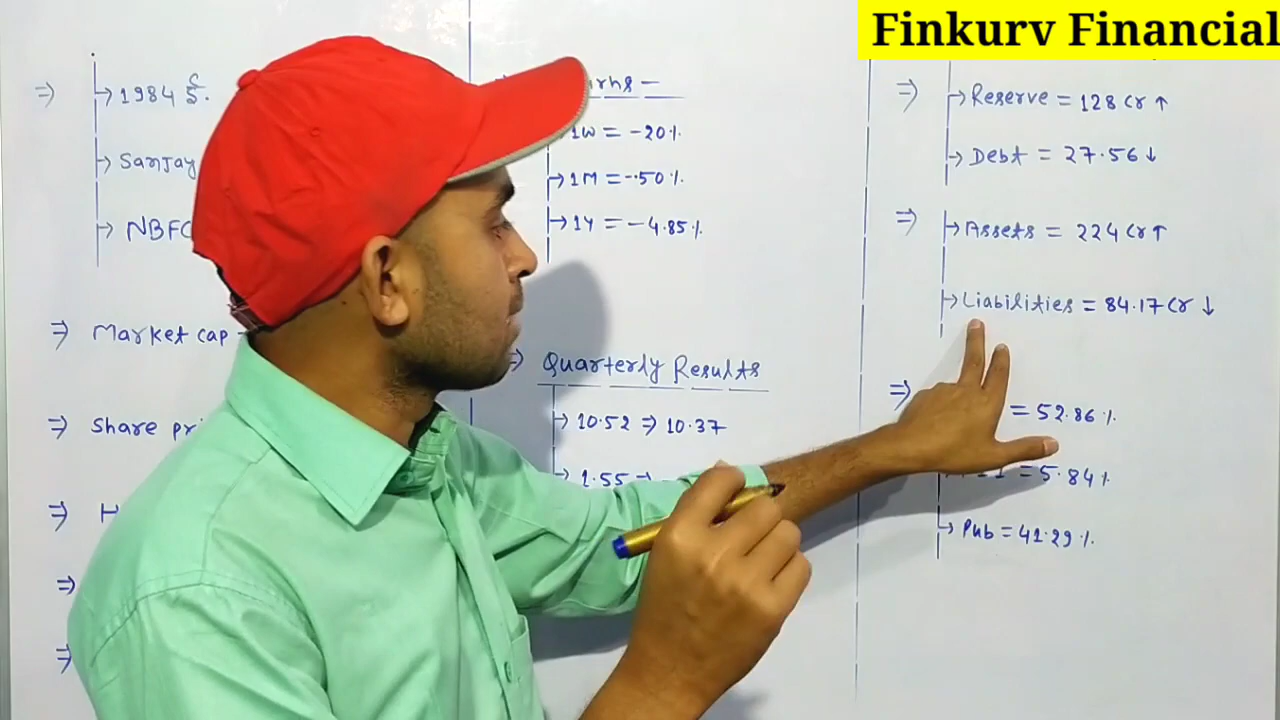 Finkurv Financial
⇒ → 1984 ई.
→ Sanjay
→ NBFC
⇒ Market cap
⇒ Share
⇒ H
⇒
⇒
1W = -20%
→ 1M = -.50%.
→ 1Y = -4.85%.
⇒ Quarterly Results
→ 10.52 ⇒ 10.37
→ 1.55 →
⇒ → Reserve = 128 Cr ↑
→ Debt = 27.56 ↓
⇒ → Assets = 224 Cr ↑
→ Liabilities = 84.17 Cr ↓
⇒ = 52.86 %.
= 5.84 %.
→ Pub = 41.29 %.